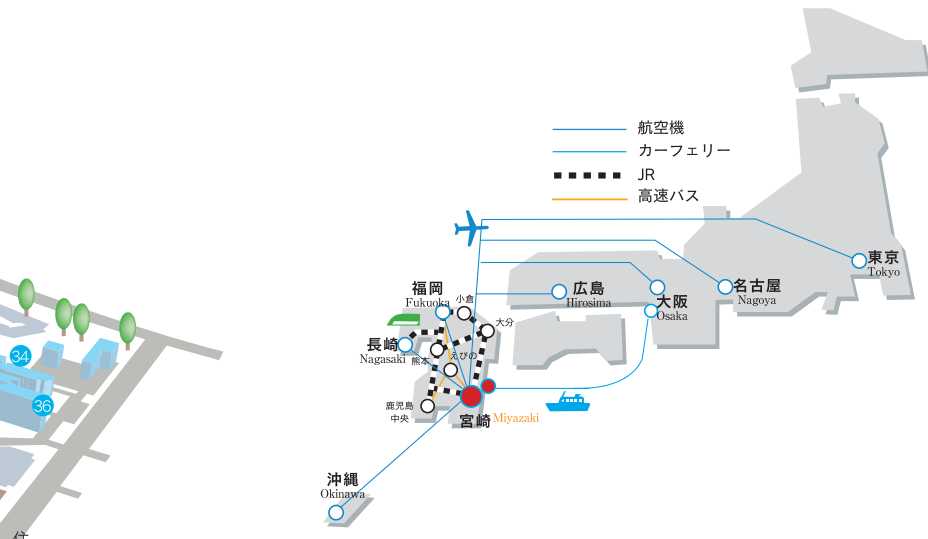 航空機
カーフェリー
JR
高速バス
東京
Tokyo
名古屋
Nagoya
大阪
Osaka
広島
Hirosima
福岡
Fukuoka
小倉
大分
長崎
Nagasaki
熊本
えびの
鹿児島
中央
宮崎
Miyazaki
沖縄
Okinawa
34
36